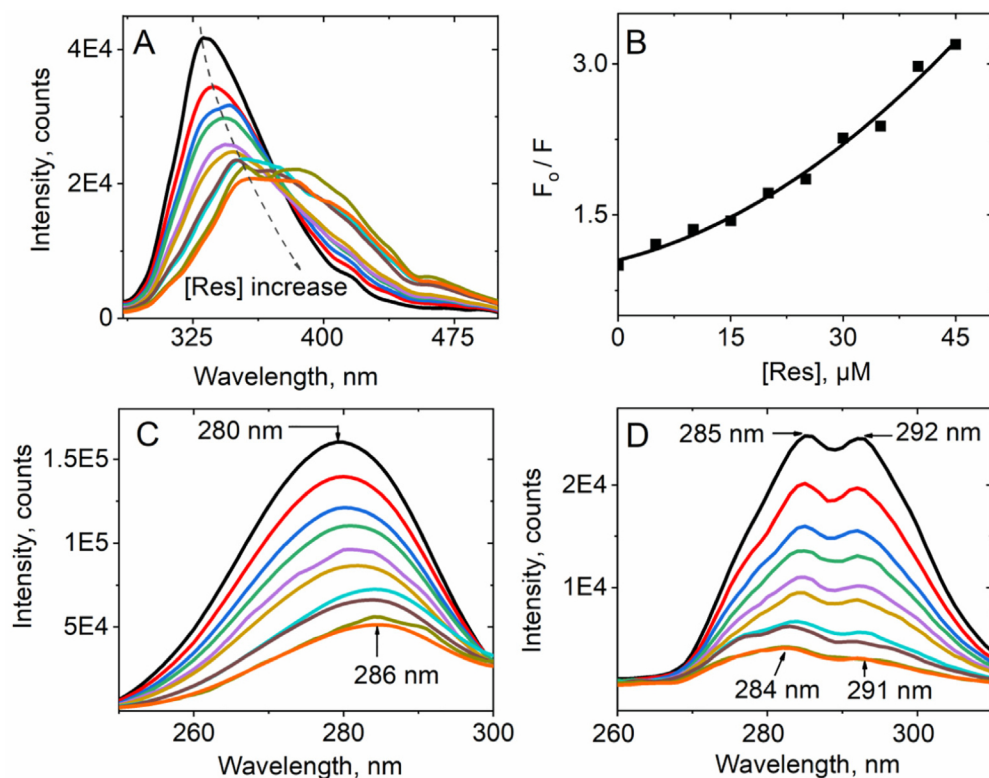 A
Intensity, counts
4E4
2E4
0
[Res] increase
325
400
475
Wavelength, nm
B
Fₒ / F
3.0
1.5
0
15
30
45
[Res], µM
C
280 nm
Intensity, counts
1.5E5
1E5
5E4
286 nm
260
280
300
Wavelength, nm
D
285 nm
292 nm
Intensity, counts
2E4
1E4
284 nm
291 nm
260
280
300
Wavelength, nm